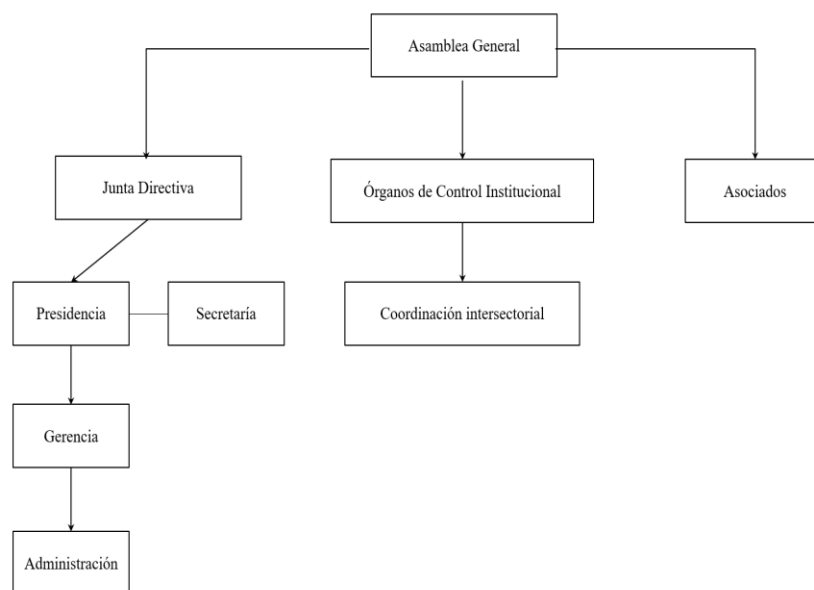 Asamblea General
Junta Directiva
Órganos de Control Institucional
Asociados
Presidencia
Secretaría
Coordinación intersectorial
Gerencia
Administración